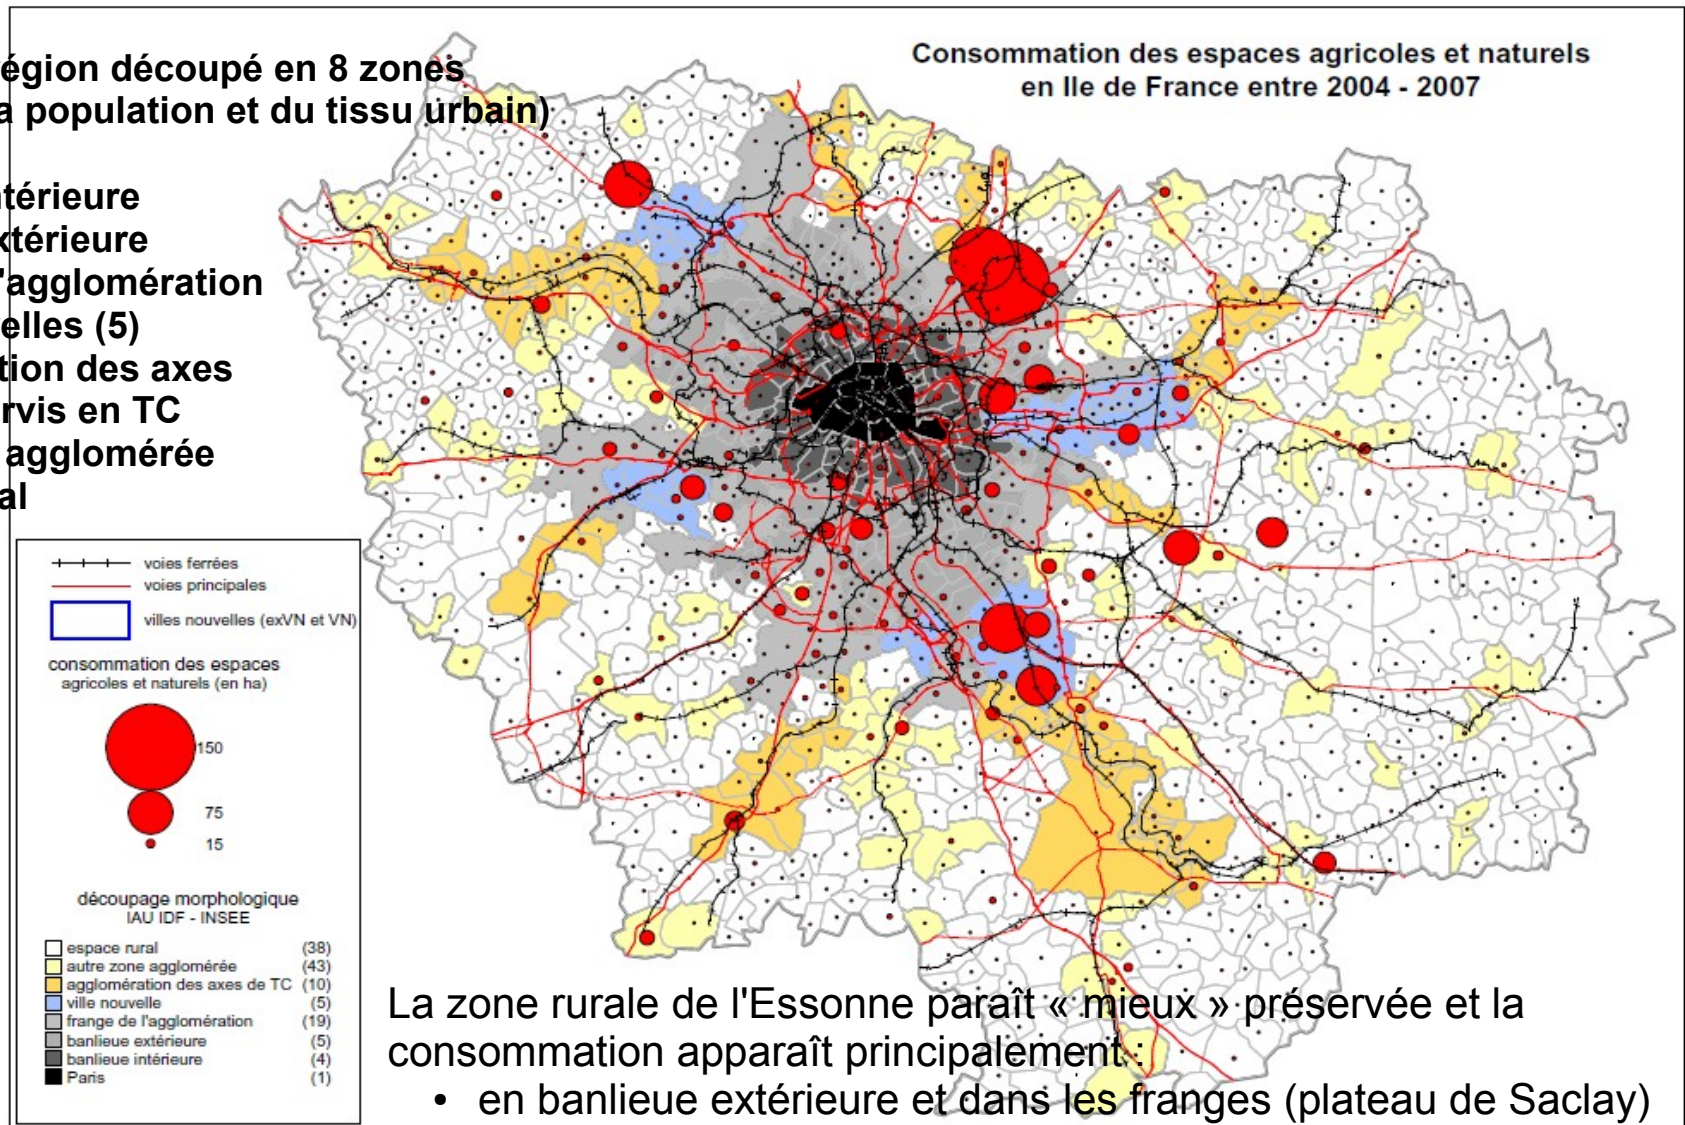 Consommation des espaces agricoles et naturels
en Ile de France entre 2004 - 2007
région découpé en 8 zones
a population et du tissu urbain)
ntérieure
xtérieure
l'agglomération
velles (5)
tion des axes
rvis en TC
agglomérée
al
voies ferrées
voies principales
villes nouvelles (exVN et VN)
consommation des espaces
agricoles et naturels (en ha)
150
75
15
découpage morphologique
IAU IDF - INSEE
espace rural (38)
autre zone agglomérée (43)
agglomération des axes de TC (10)
ville nouvelle (5)
frange de l'agglomération (19)
banlieue extérieure (5)
banlieue intérieure (4)
Paris (1)
La zone rurale de l'Essonne paraît « mieux » préservée et la
consommation apparaît principalement :
• en banlieue extérieure et dans les franges (plateau de Saclay)